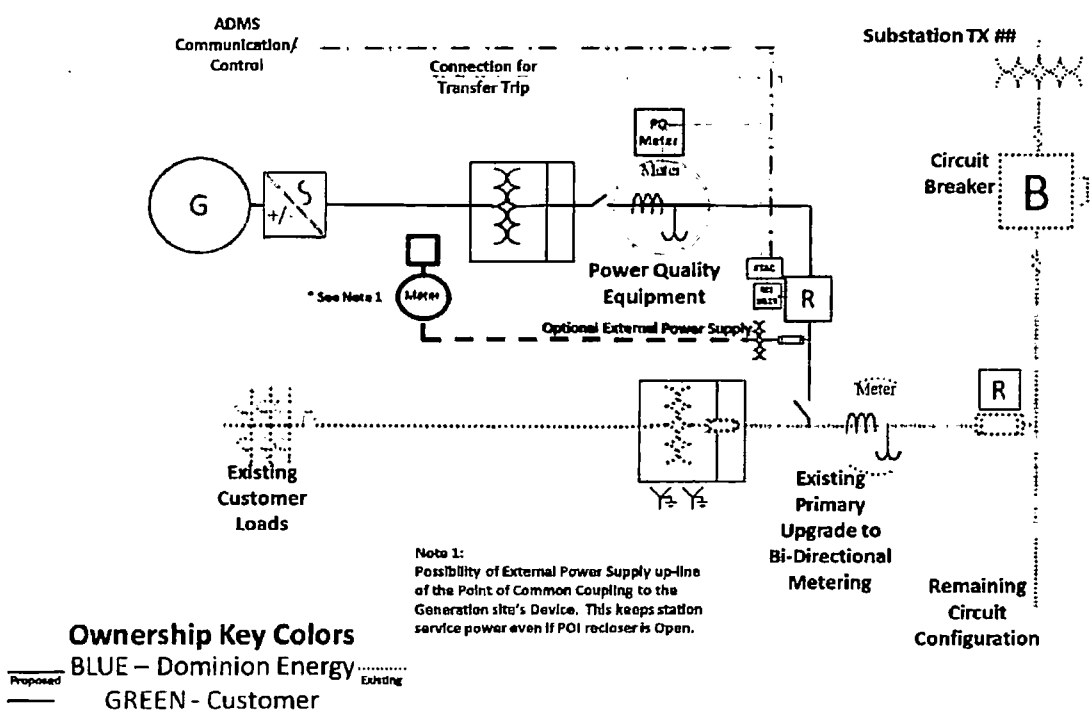 ADMS
Communication/
Control
Connection for
Transfer Trip
Substation TX ##
PQ
Meter
Meter
Circuit
Breaker
B
G
+/-
Power Quality
Equipment
RTAC
R
* See Note 1
Meter
Optional External Power Supply
Meter
R
Existing
Customer
Loads
Existing
Primary
Upgrade to
Bi-Directional
Metering
Remaining
Circuit
Configuration
Note 1:
Possibility of External Power Supply up-line
of the Point of Common Coupling to the
Generation site's Device. This keeps station
service power even if POI recloser is Open.
Ownership Key Colors
Proposed BLUE – Dominion Energy Existing
GREEN - Customer